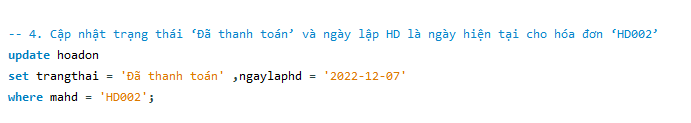 -- 4. Cập nhật trạng thái ‘Đã thanh toán’ và ngày lập HD là ngày hiện tại cho hóa đơn ‘HD002’
update hoadon
set trangthai = 'Đã thanh toán' ,ngaylaphd = '2022-12-07'
where mahd = 'HD002';